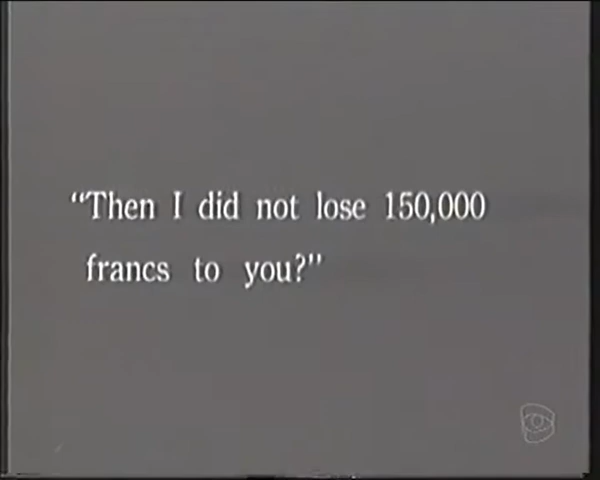 “Then I did not lose 150,000
francs to you?”